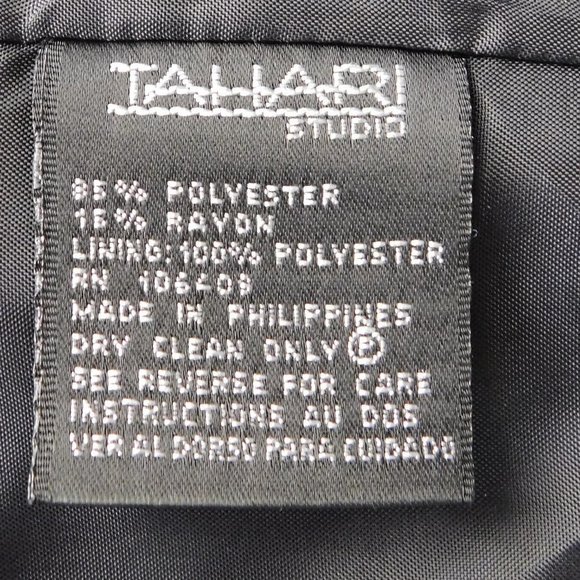 TAHARI
STUDIO
85% POLYESTER
15% RAYON
LINING: 100% POLYESTER
RN 106409
MADE IN PHILIPPINES
DRY CLEAN ONLY Ⓟ
SEE REVERSE FOR CARE
INSTRUCTIONS AU DOS
VER AL DORSO PARA CUIDADO